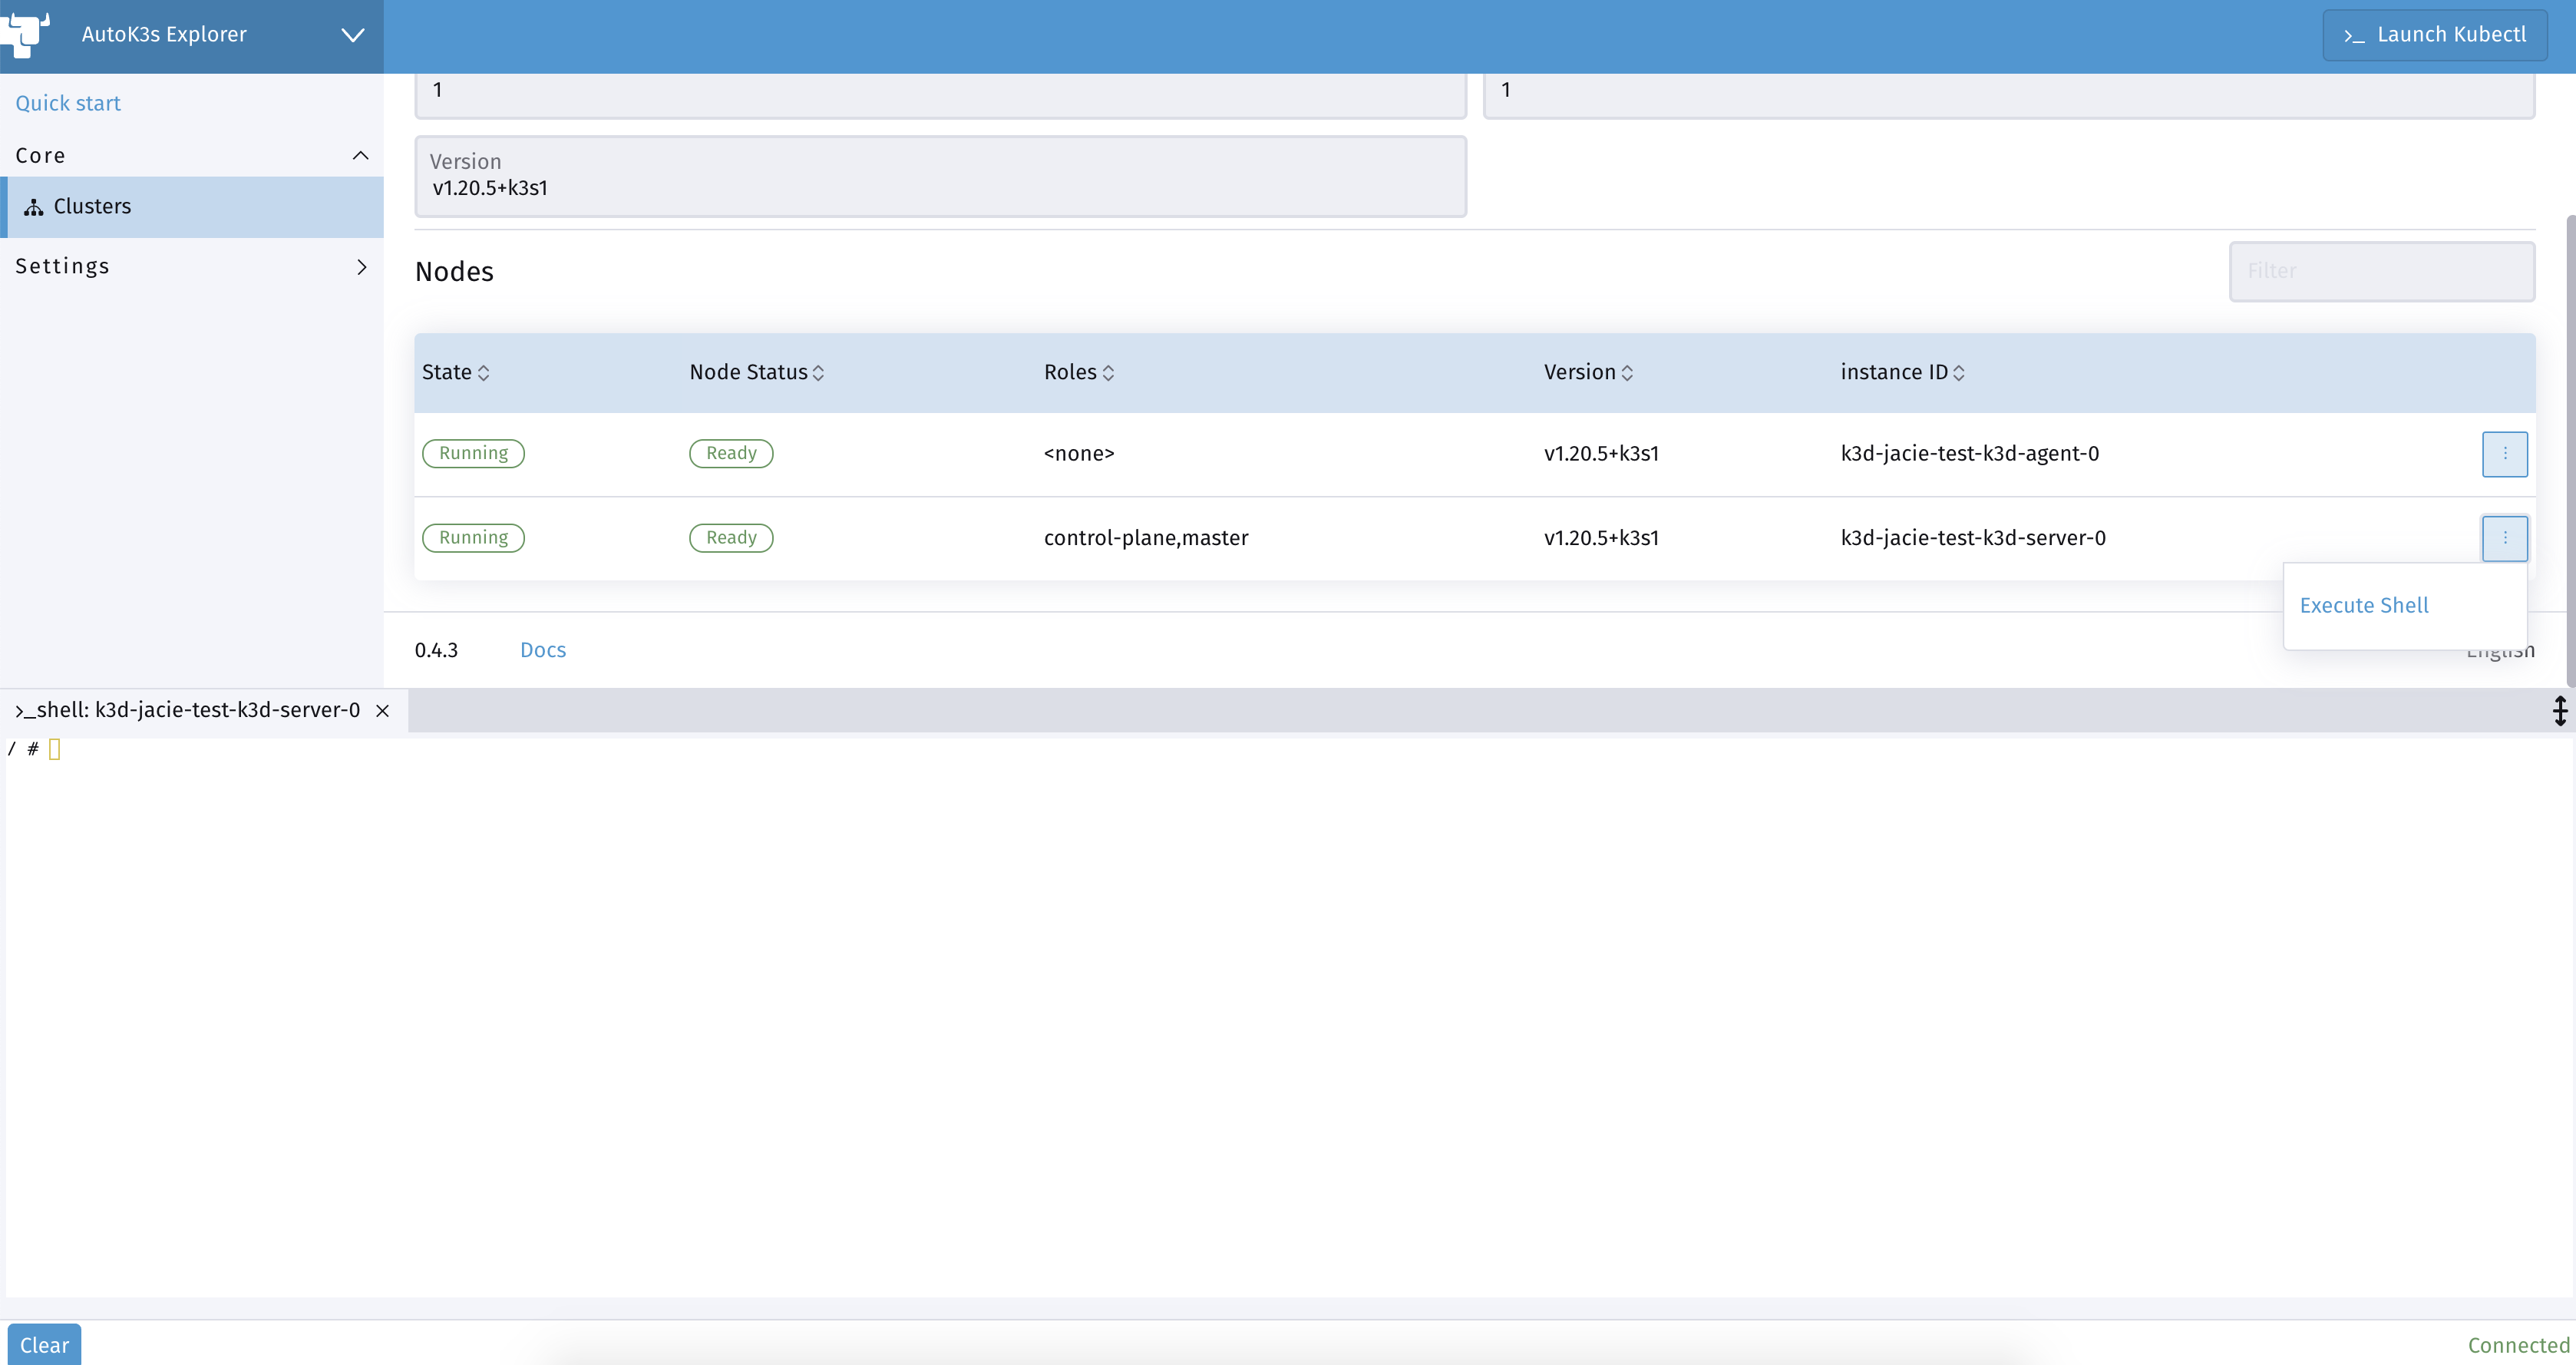 AutoK3s Explorer
>_ Launch Kubectl
Quick start
Core
Clusters
Settings
1
1
Version
v1.20.5+k3s1
Nodes
Filter
State Node Status Roles Version instance ID
Running Ready <none> v1.20.5+k3s1 k3d-jacie-test-k3d-agent-0
Running Ready control-plane,master v1.20.5+k3s1 k3d-jacie-test-k3d-server-0
Execute Shell
0.4.3 Docs English
>_shell: k3d-jacie-test-k3d-server-0
/ #
Clear Connected